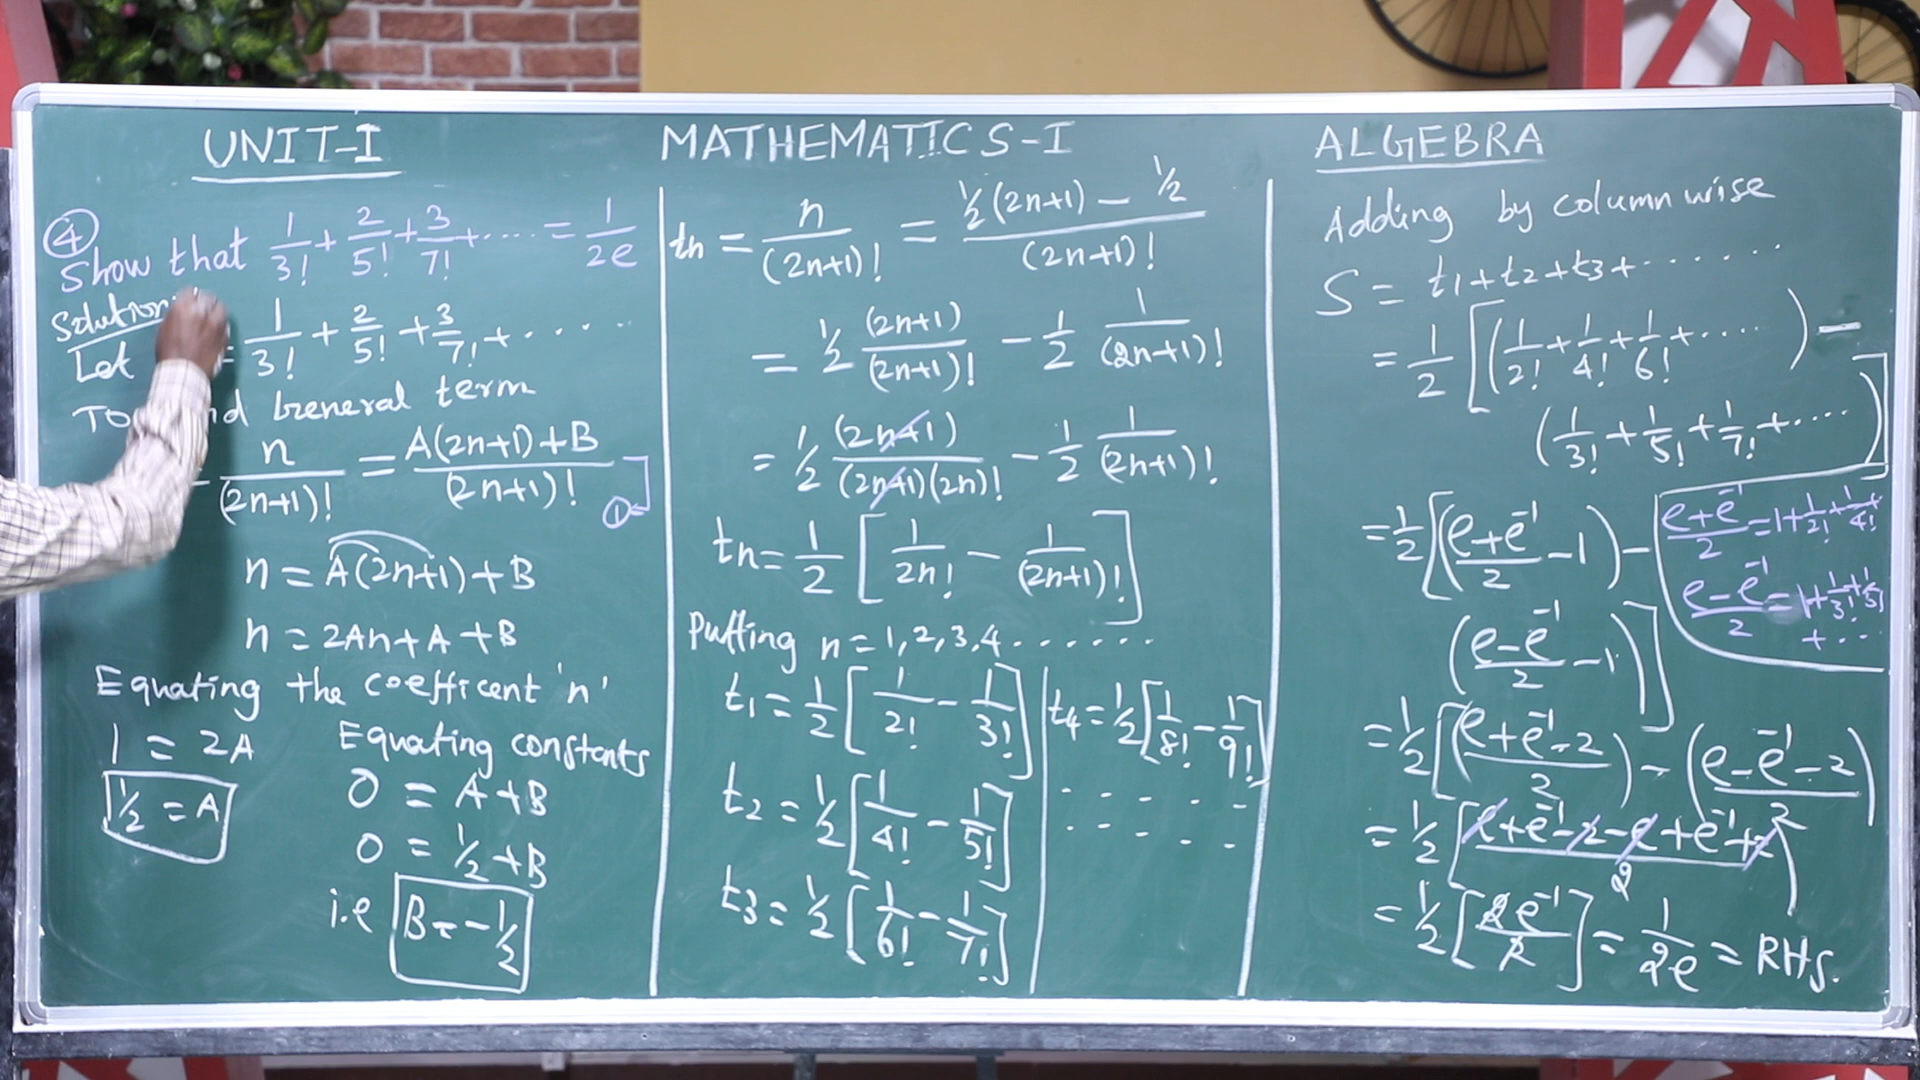 UNIT-I MATHEMATICS-I ALGEBRA
④
Show that 1/3! + 2/5! + 3/7! + ..... = 1/2e
Solution
Let = 1/3! + 2/5! + 3/7! + .....
To General term
n/(2n+1)! = A(2n+1)+B/(2n+1)! ①
n = A(2n+1)+B
n = 2An+A+B
Equating the coefficent 'n'
1 = 2A
½ = A
Equating constants
0 = A+B
0 = ½+B
i.e B = -½
tn = n/(2n+1)! = ½(2n+1) - ½/(2n+1)!
= ½ (2n+1)/(2n+1)! - 1/2 1/(2n+1)!
= ½ (2n+1)/(2n+1)(2n)! - 1/2 1/(2n+1)!
tn = 1/2 [1/2n! - 1/(2n+1)!]
Putting n=1,2,3,4.......
t1 = 1/2 [1/2! - 1/3!]
t2 = ½ [1/4! - 1/5!]
t3 = ½ [1/6! - 1/7!]
t4 = ½ [1/8! - 1/9!]
- - - - -
- - - - -
Adding by column wise
S = t1+t2+t3+.......
= 1/2 [(1/2! + 1/4! + 1/6! + ....) -
(1/3! + 1/5! + 1/7! + ....)]
= ½ [(e+e⁻¹/2 - 1) -
(e-e⁻¹/2 - 1)]
e+e⁻¹/2 = 1+1/2!+1/4!+
e-e⁻¹/2 = 1+1/3!+1/5!
+...
= ½ [(e+e⁻¹-2/2) - (e-e⁻¹-2/2)
= ½ [e+e⁻¹-2-e+e⁻¹+2/2]
= ½ [2e⁻¹/2] = 1/2e = RHS.